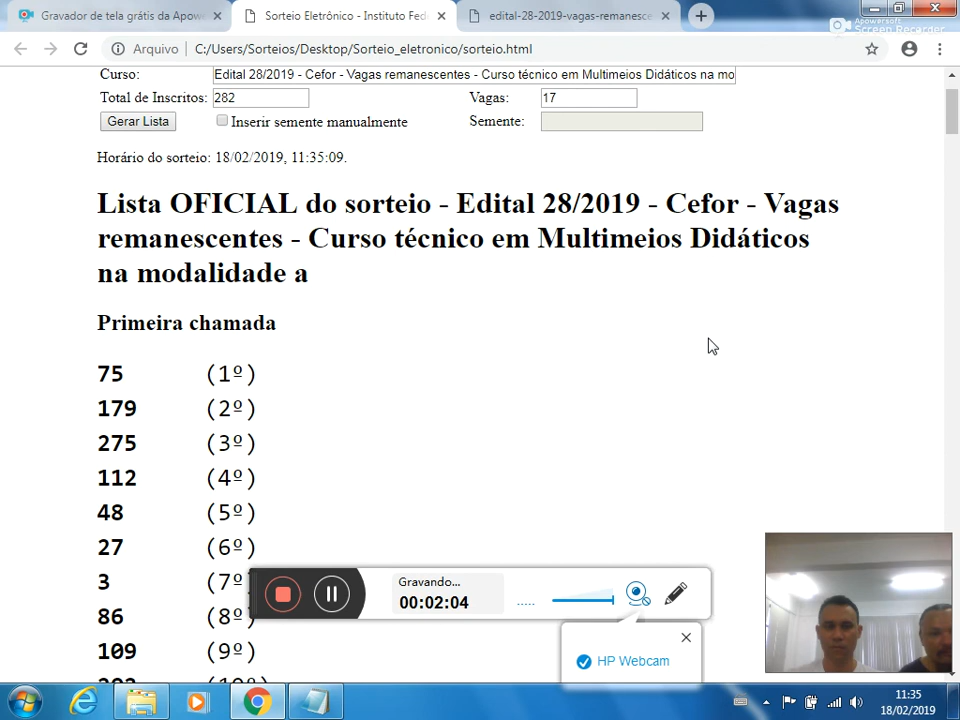 Gravador de tela grátis da Apow
Sorteio Eletrônico - Instituto Fed
edital-28-2019-vagas-remanesce
Apowersoft
Screen Recorder
Arquivo
C:/Users/Sorteios/Desktop/Sorteio_eletronico/sorteio.html
Curso: Edital 28/2019 - Cefor - Vagas remanescentes - Curso técnico em Multimeios Didáticos na mo
Total de Inscritos: 282 Vagas: 17
Gerar Lista Inserir semente manualmente Semente:
Horário do sorteio: 18/02/2019, 11:35:09.
Lista OFICIAL do sorteio - Edital 28/2019 - Cefor - Vagas
remanescentes - Curso técnico em Multimeios Didáticos
na modalidade a
Primeira chamada
75 (1º)
179 (2º)
275 (3º)
112 (4º)
48 (5º)
27 (6º)
3 (7º
86 (8º)
109 (9º)
Gravando...
00:02:04
HP Webcam
11:35
18/02/2019